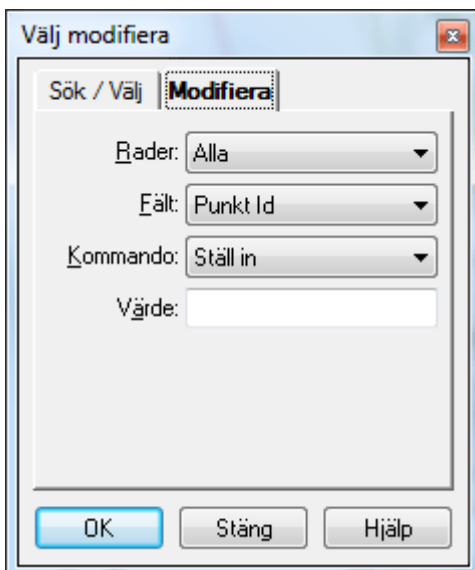 Välj modifiera
Sök / Välj Modifiera
Rader: Alla
Fält: Punkt Id
Kommando: Ställ in
Värde:
OK Stäng Hjälp